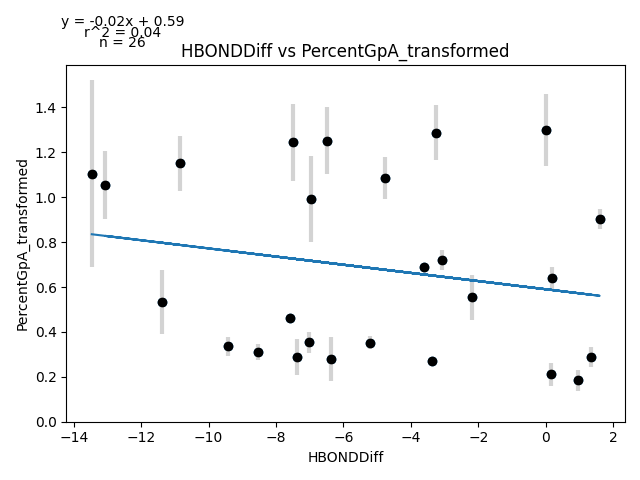 y = -0.02x + 0.59
r^2 = 0.04
n = 26
HBONDDiff vs PercentGpA_transformed
PercentGpA_transformed
1.4
1.2
1.0
0.8
0.6
0.4
0.2
0.0
−14 −12 −10 −8 −6 −4 −2 0 2
HBONDDiff